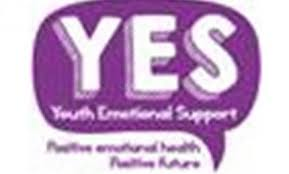 YES
Youth Emotional Support
Positive emotional health
Positive future